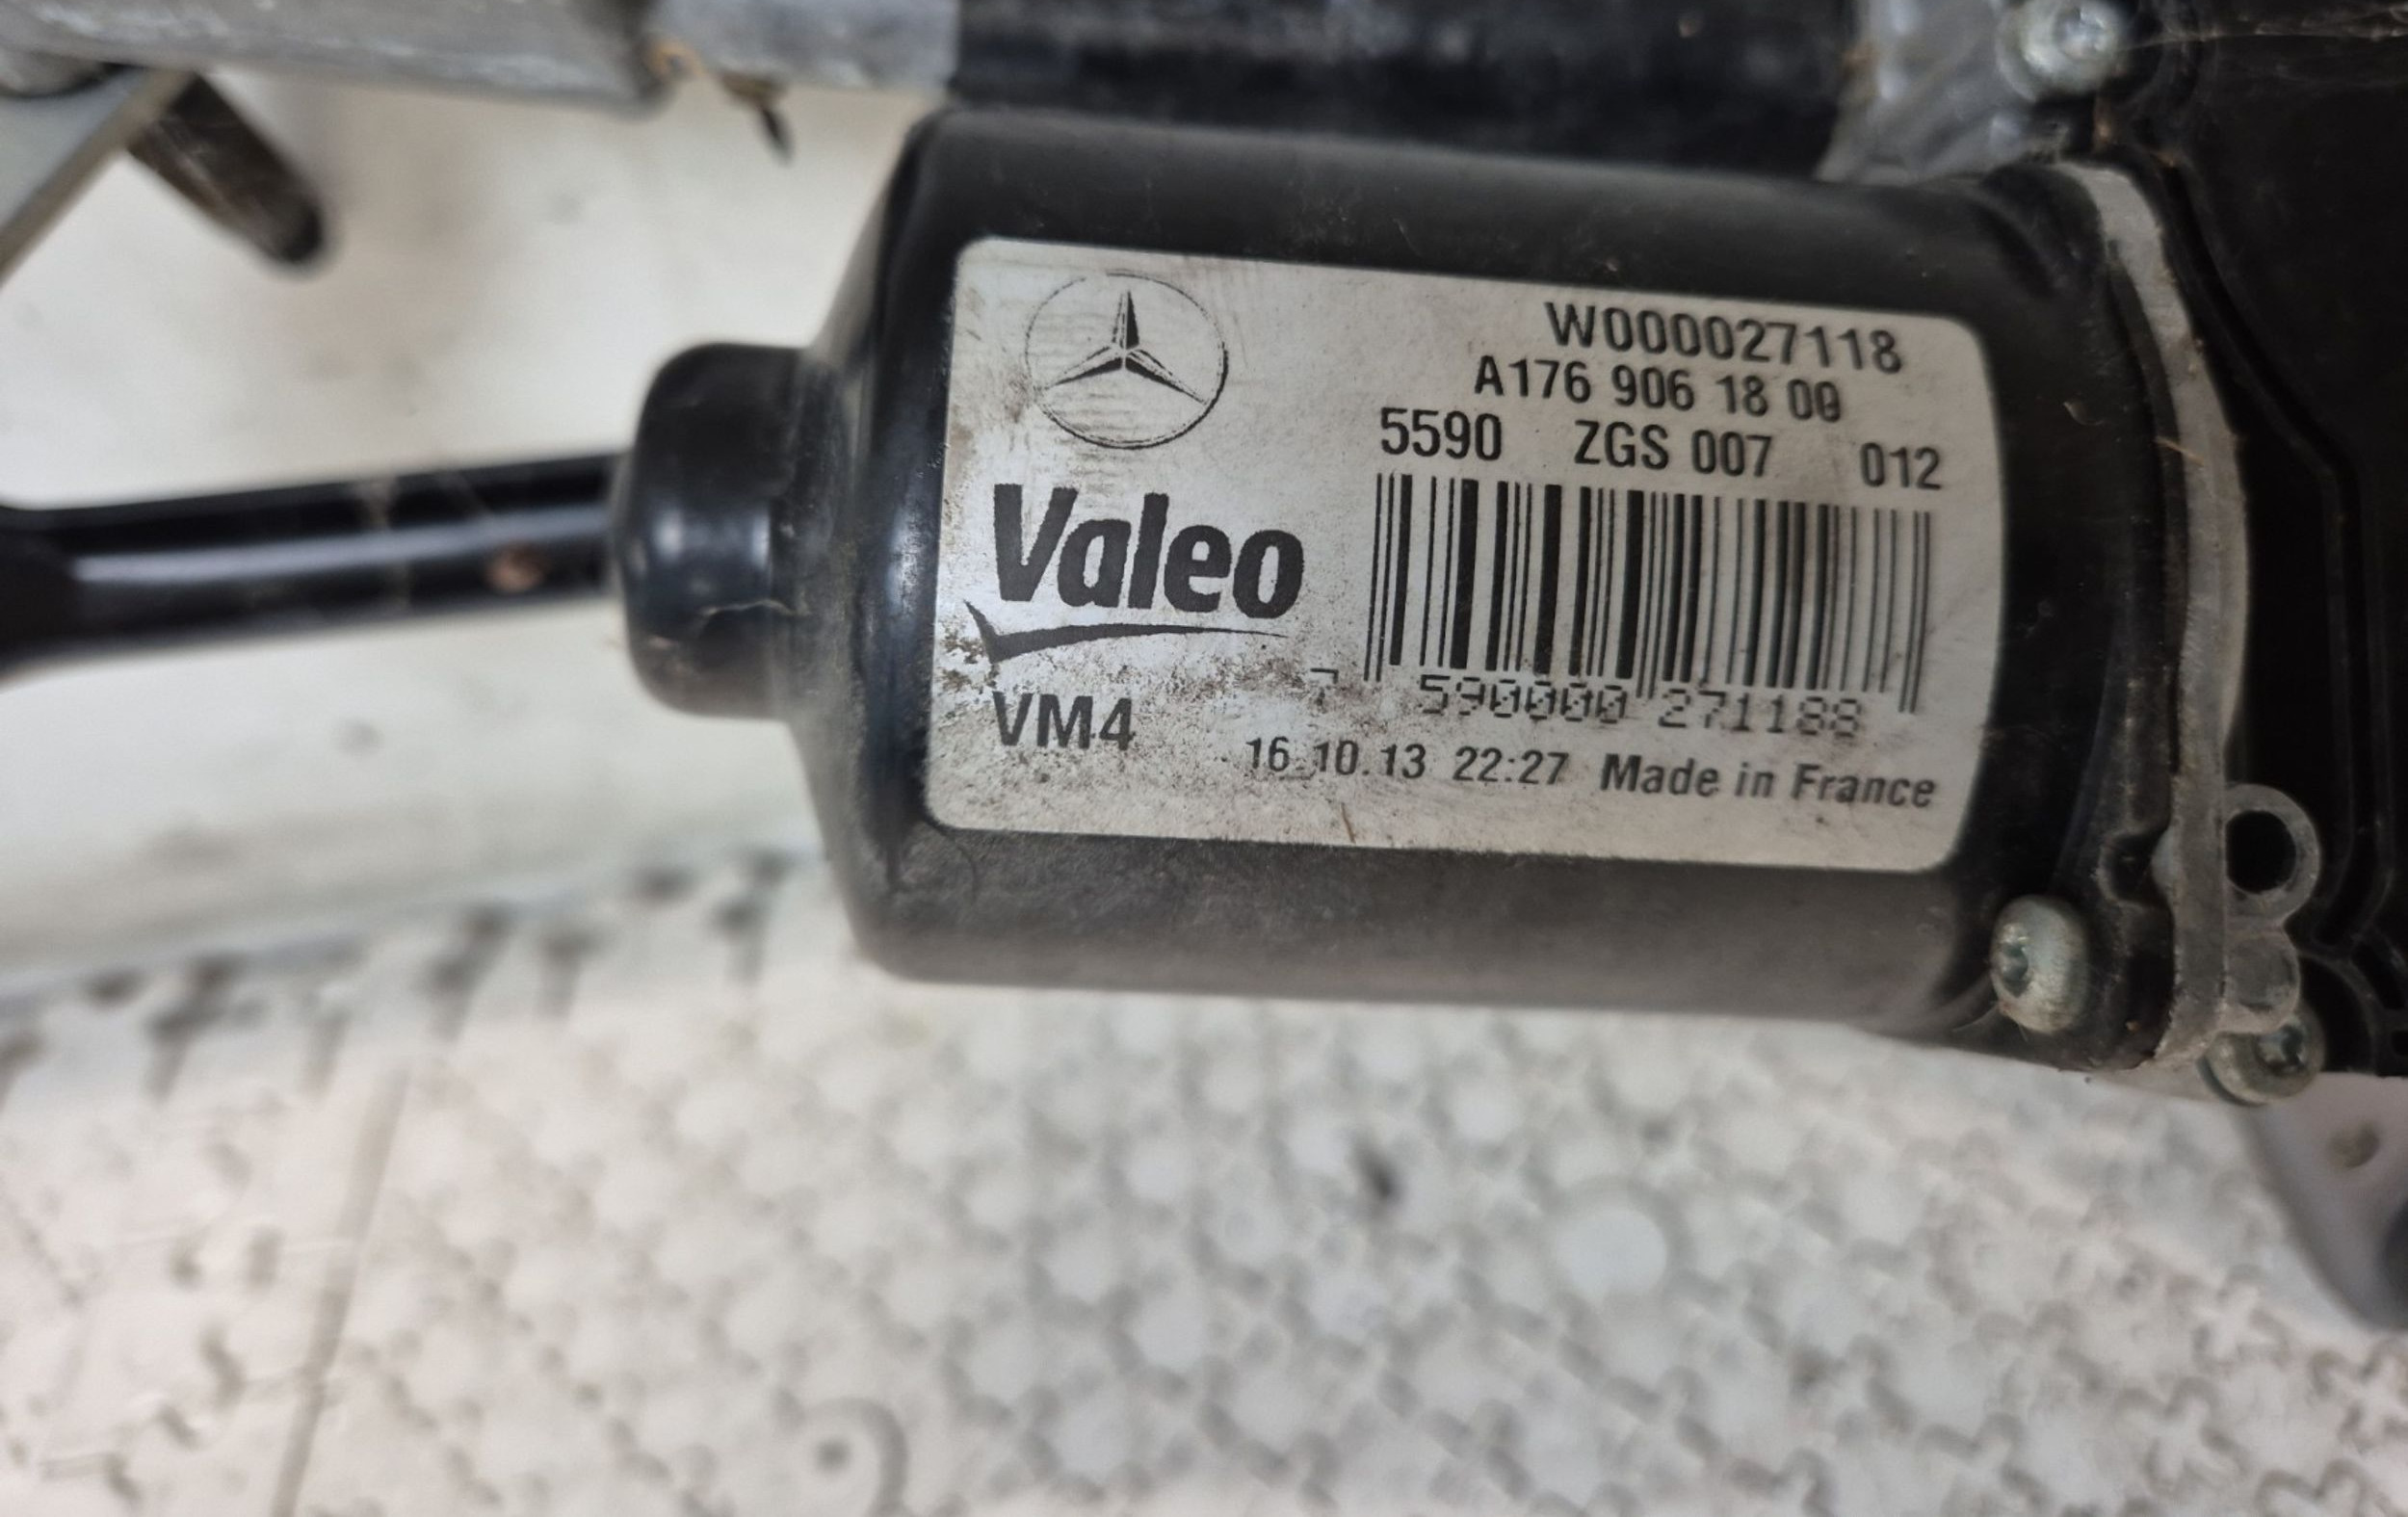 W000027118
A176 906 18 00
5590 ZGS 007 012
Valeo
7 590000 271188
VM4
16.10.13 22:27 Made in France